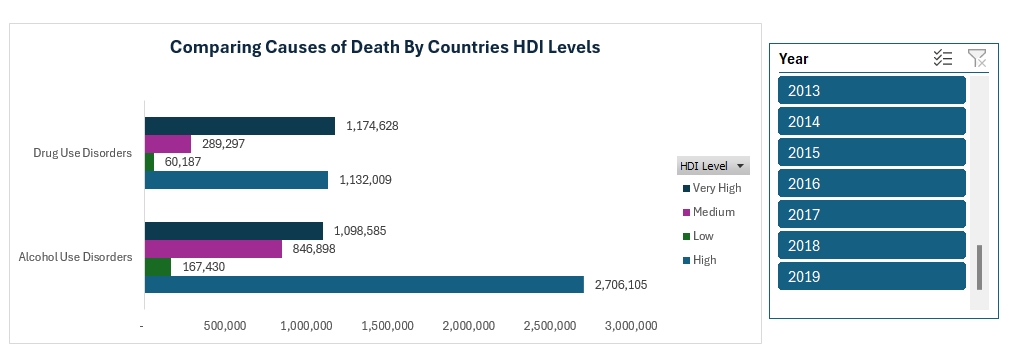 Comparing Causes of Death By Countries HDI Levels
Drug Use Disorders
1,174,628
289,297
60,187
1,132,009
Alcohol Use Disorders
1,098,585
846,898
167,430
2,706,105
- 500,000 1,000,000 1,500,000 2,000,000 2,500,000 3,000,000
HDI Level
Very High
Medium
Low
High
Year
2013
2014
2015
2016
2017
2018
2019